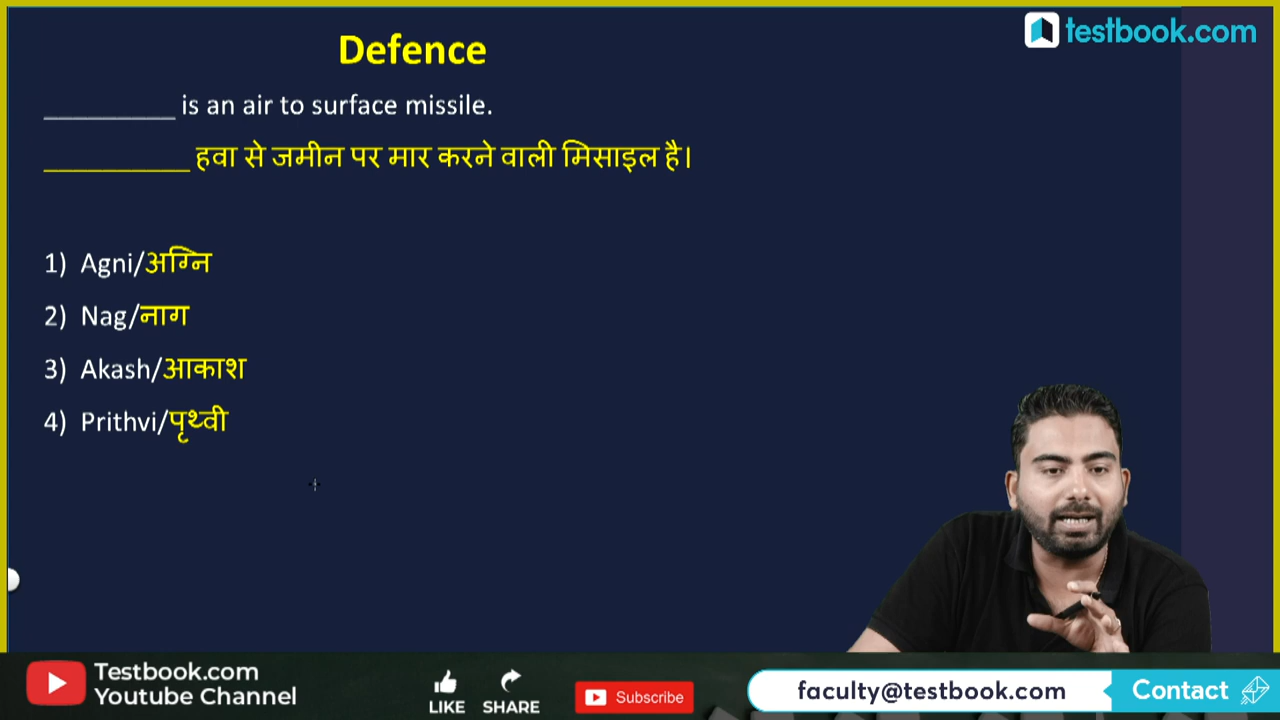 Defence
testbook.com
__________ is an air to surface missile.
__________ हवा से जमीन पर मार करने वाली मिसाइल है।
1) Agni/अग्नि
2) Nag/नाग
3) Akash/आकाश
4) Prithvi/पृथ्वी
Testbook.com
Youtube Channel
LIKE
SHARE
Subscribe
faculty@testbook.com
Contact